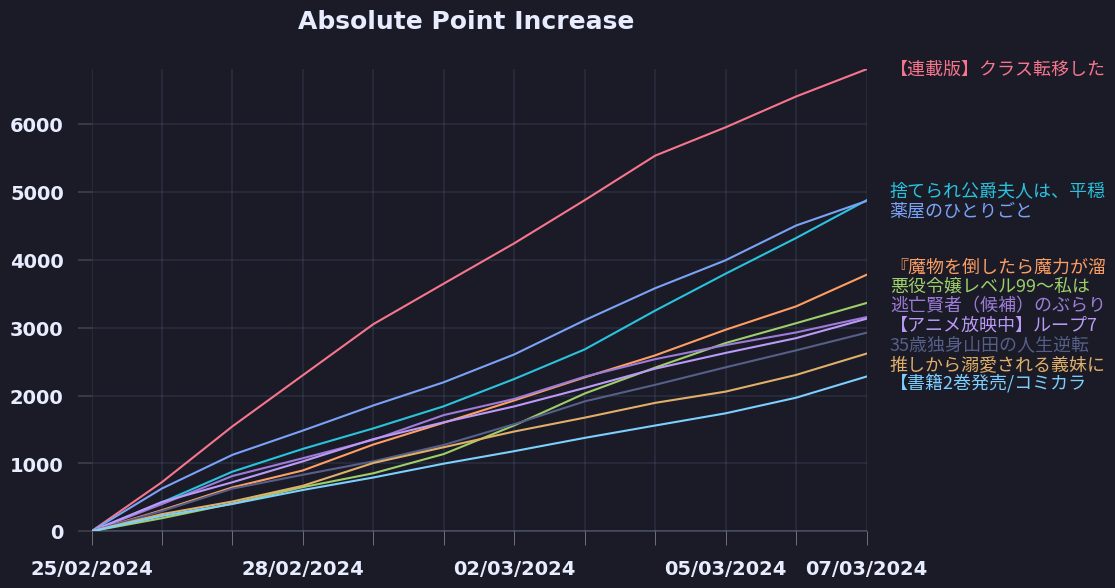 Absolute Point Increase
6000
5000
4000
3000
2000
1000
0
25/02/2024
28/02/2024
02/03/2024
05/03/2024
07/03/2024
【連載版】クラス転移した
捨てられ公爵夫人は、平穏
薬屋のひとりごと
『魔物を倒したら魔力が溜
悪役令嬢レベル99〜私は
逃亡賢者（候補）のぶらり
【アニメ放映中】ループ7
35歳独身山田の人生逆転
推しから溺愛される義妹に
【書籍2巻発売/コミカラ